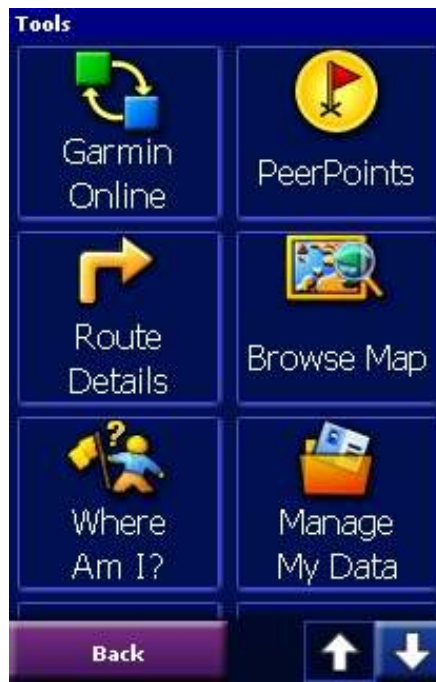 Tools
Garmin
Online
PeerPoints
Route
Details
Browse Map
Where
Am I?
Manage
My Data
Back